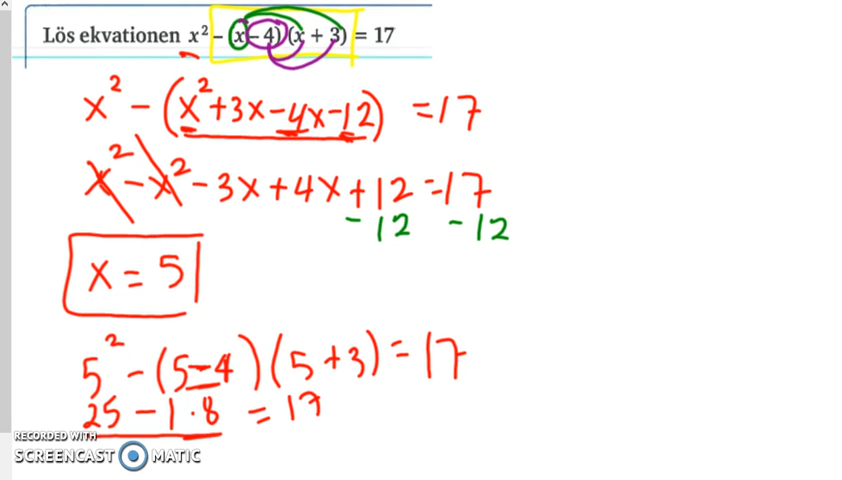 Lös ekvationen x² − (x − 4)(x + 3) = 17
x² − (x² + 3x − 4x − 12) = 17
x² − x² − 3x + 4x + 12 = 17
− 12 − 12
x = 5
5² − (5 − 4)(5 + 3) = 17
25 − 1 · 8 = 17
RECORDED WITH
SCREENCAST MATIC